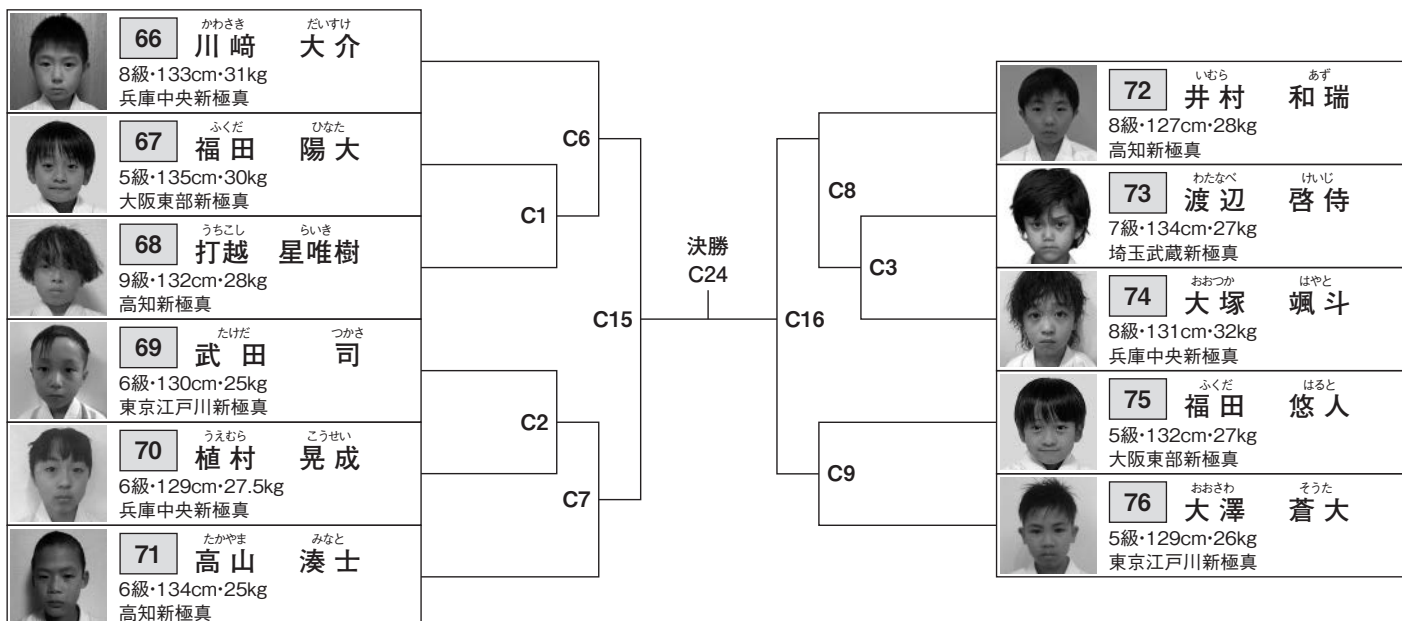 かわさき だいすけ
66 川﨑 大介
8級・133cm・31kg
兵庫中央新極真
ふくだ ひなた
67 福田 陽大
5級・135cm・30kg
大阪東部新極真
うちこし らいき
68 打越 星唯樹
9級・132cm・28kg
高知新極真
たけだ つかさ
69 武田 司
6級・130cm・25kg
東京江戸川新極真
うえむら こうせい
70 植村 晃成
6級・129cm・27.5kg
兵庫中央新極真
たかやま みなと
71 高山 湊士
6級・134cm・25kg
高知新極真
C6
C1
C15
C2
C7
決勝
C24
C8
C3
C16
C9
いむら あず
72 井村 和瑞
8級・127cm・28kg
高知新極真
わたなべ けいじ
73 渡辺 啓侍
7級・134cm・27kg
埼玉武蔵新極真
おおつか はやと
74 大塚 颯斗
8級・131cm・32kg
兵庫中央新極真
ふくだ はると
75 福田 悠人
5級・132cm・27kg
大阪東部新極真
おおさわ そうた
76 大澤 蒼大
5級・129cm・26kg
東京江戸川新極真